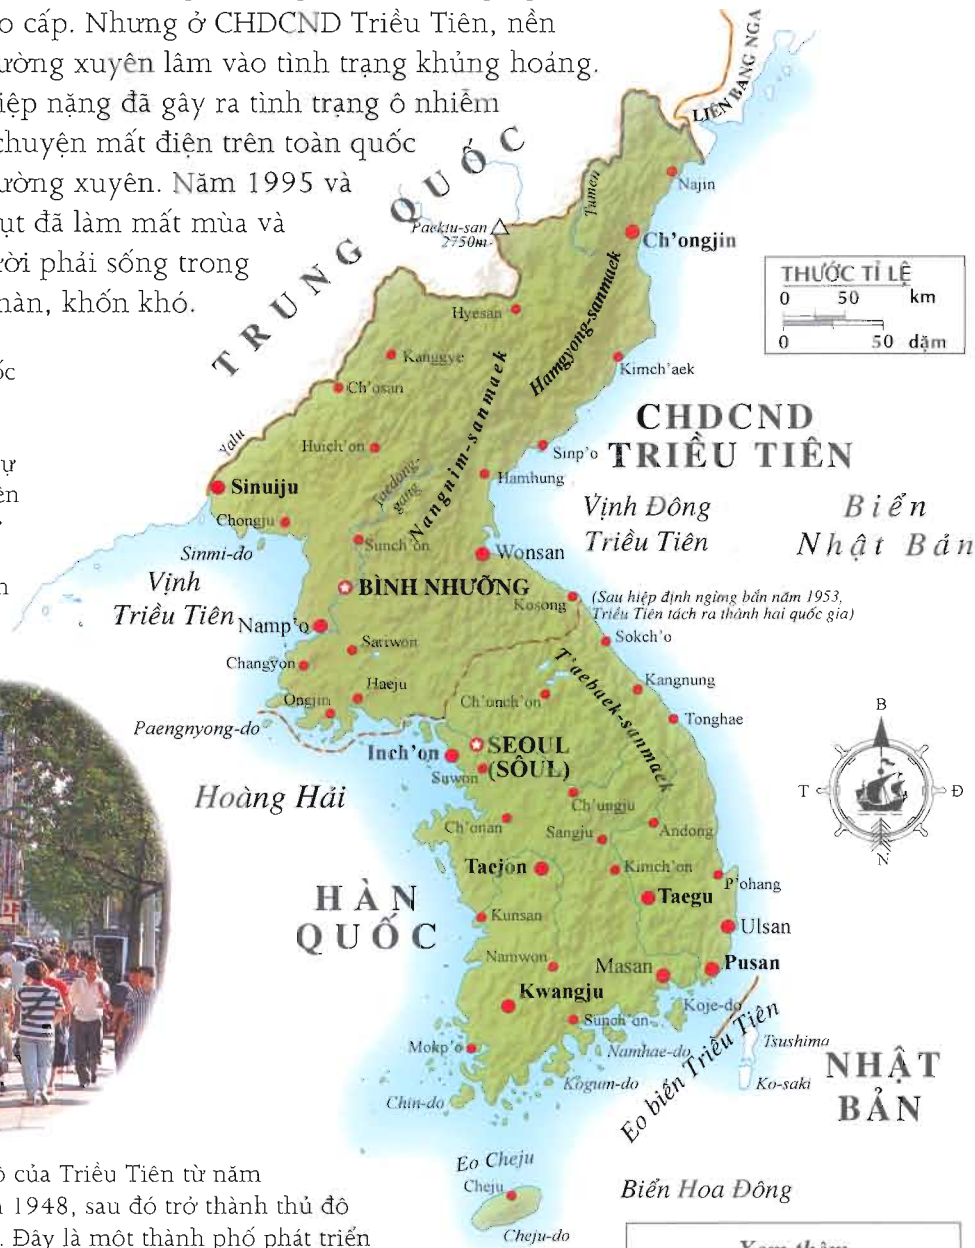 o cấp. Nhưng ở CHDCND Triều Tiên, nền
ường xuyên lâm vào tình trạng khủng hoáng.
iệp nặng đã gây ra tình trạng ô nhiễm
chuyện mất điện trên toàn quốc
ường xuyên. Năm 1995 và
ụt đã làm mất mùa và
ười phải sống trong
hàn, khốn khó.
ốc
ự
ện
LIÊN BANG NGA
TRUNG QUỐC
Tumen
Najin
Paektu-san
2750m
Ch'ongjin
THƯỚC TỈ LỆ
0 50 km
0 50 dặm
Hyesan
Hamgyong-sanmaek
Kanggye
Kimch'aek
Ch'osan
Nangnim-sanmaek
CHDCND
TRIỀU TIÊN
Yalu
Huich'on
Sinp'o
Hamhung
Taedong-
gang
Sinuiju
Chongju
Vịnh Đông
Triều Tiên
Biển
Nhật Bản
Sunch'on
Wonsan
Sinmi-do
Vịnh
Triều Tiên
BÌNH NHƯỠNG
Kosong
(Sau hiệp định ngừng bắn năm 1953,
Triều Tiên tách ra thành hai quốc gia)
Namp'o
Sokch'o
Sariwon
Changyon
T'aebaek-sanmaek
Haeju
Kangnung
Ongjin
Ch'unch'on
Tonghae
Paengnyong-do
B
T
Đ
N
SEOUL
(SÔUL)
Inch'on
Suwon
Hoàng Hải
Ch'ungju
Ch'onan
Sangju
Andong
Taejon
Kimch'on
P'ohang
HÀN
QUỐC
Taegu
Kunsan
Ulsan
Namwon
Masan
Pusan
Kwangju
Koje-do
Sunch'on
Eo biển Triều Tiên
Tsushima
Mokp'o
Namhae-do
NHẬT
BẢN
Kogum-do
Ko-saki
Chin-do
Eo Cheju
Cheju
Biển Hoa Đông
Cheju-do
ô của Triều Tiên từ năm
1948, sau đó trở thành thủ đô
. Đây là một thành phố phát triển
Xem thêm